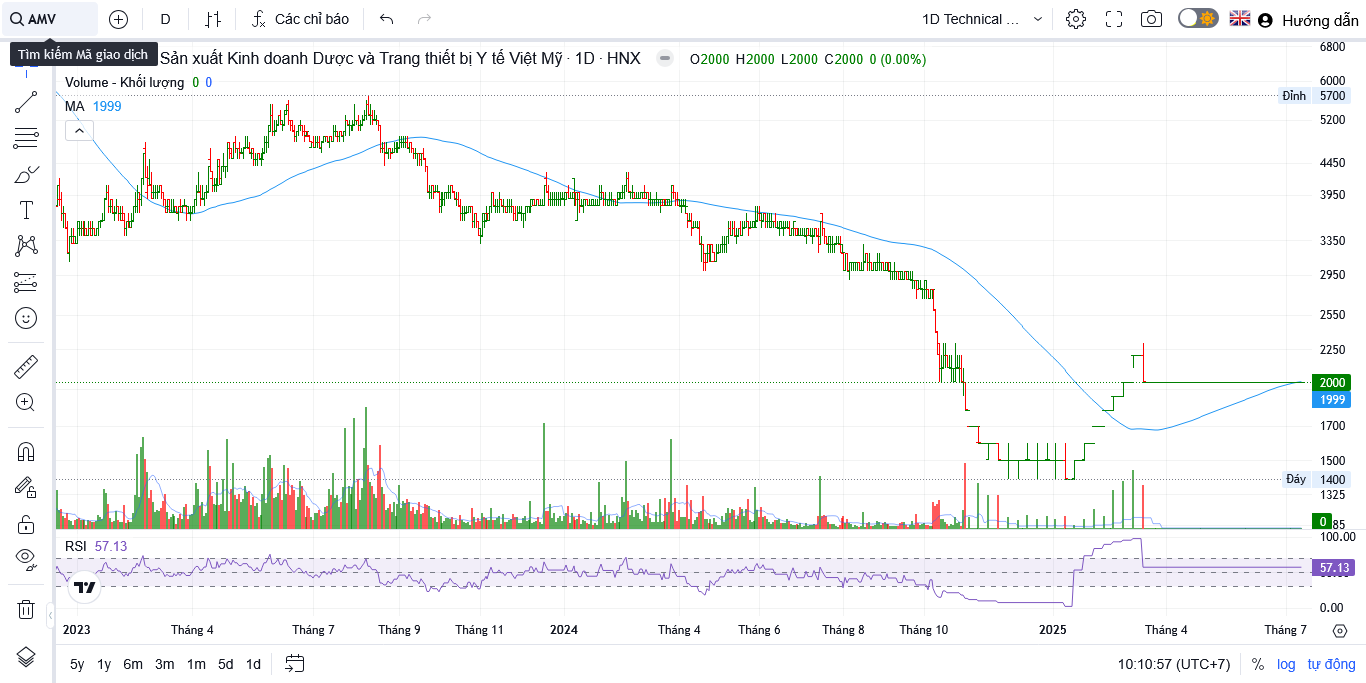 AMV
D
Các chỉ báo
1D Technical ...
Hướng dẫn
Tìm kiếm Mã giao dịch
Sản xuất Kinh doanh Dược và Trang thiết bị Y tế Việt Mỹ · 1D · HNX
O2000 H2000 L2000 C2000 0 (0.00%)
Volume - Khối lượng 0 0
MA 1999
6800
6000
Đỉnh 5700
5200
4450
3950
3350
2950
2550
2250
2000
1999
1700
1500
Đáy 1400
1325
0
85
RSI 57.13
100.00
57.13
0.00
2023
Tháng 4
Tháng 7
Tháng 9
Tháng 11
2024
Tháng 4
Tháng 6
Tháng 8
Tháng 10
2025
Tháng 4
Tháng 7
5y 1y 6m 3m 1m 5d 1d
10:10:57 (UTC+7)
%
log
tự động